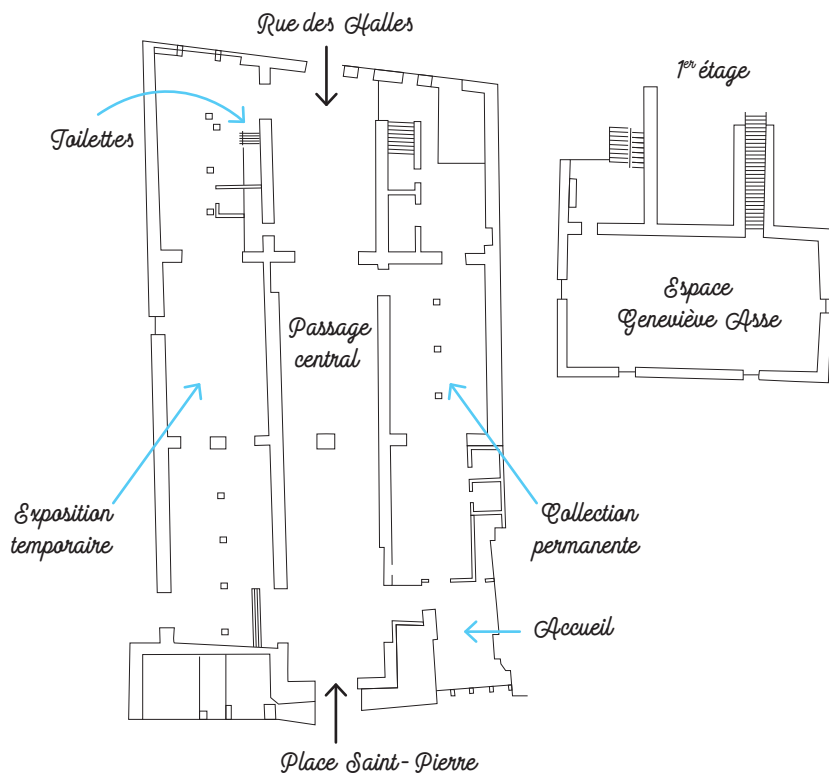 Rue des Halles
1er étage
Toilettes
Espace
Geneviève Asse
Passage
central
Exposition
temporaire
Collection
permanente
Accueil
Place Saint-Pierre